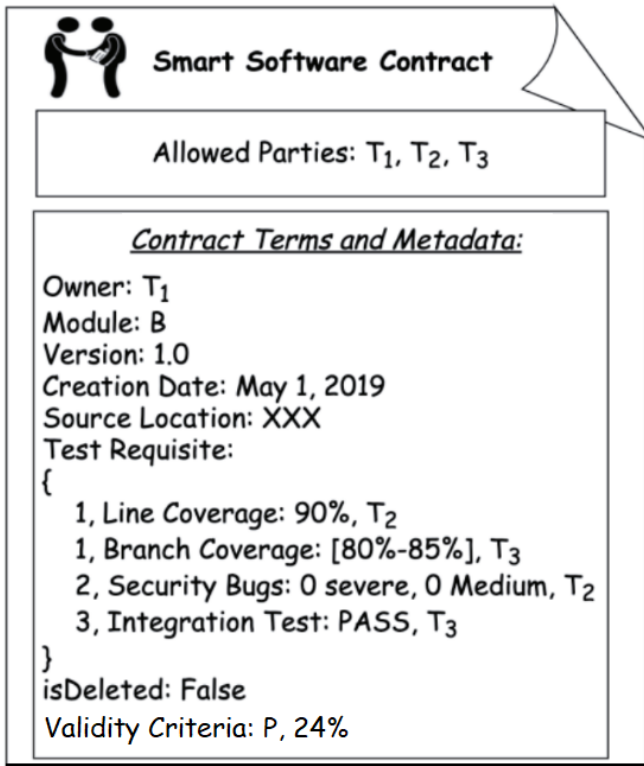 Smart Software Contract
Allowed Parties: T₁, T₂, T₃
Contract Terms and Metadata:
Owner: T₁
Module: B
Version: 1.0
Creation Date: May 1, 2019
Source Location: XXX
Test Requisite:
{
1, Line Coverage: 90%, T₂
1, Branch Coverage: [80%-85%], T₃
2, Security Bugs: 0 severe, 0 Medium, T₂
3, Integration Test: PASS, T₃
}
isDeleted: False
Validity Criteria: P, 24%